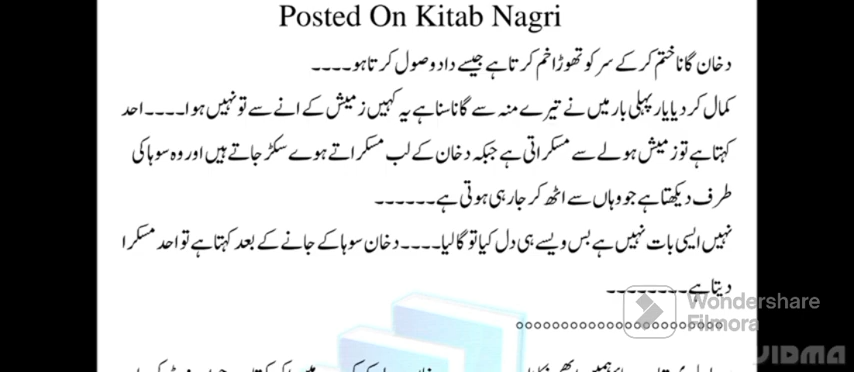 Posted On Kitab Nagri
دخان گانا ختم کر کے سر کو تھوڑا خم کرتا ہے جیسے داد وصول کرتا ہو۔۔۔۔
کمال کر دیا یار پہلی بار میں نے تیرے منہ سے گانا سنا ہے یہ کہیں زمیش کے انے سے تو نہیں ہوا۔۔۔۔ احد
کہتا ہے تو زمیش ہولے سے مسکراتی ہے جبکہ دخان کے لب مسکراتے ہوے سکڑ جاتے ہیں اور وہ سوہا کی
طرف دیکھتا ہے جو وہاں سے اٹھ کر جا رہی ہوتی ہے۔۔۔۔۔۔
نہیں ایسی بات نہیں ہے بس ویسے ہی دل کیا تو گا لیا۔۔۔۔ دخان سوہا کے جانے کے بعد کہتا ہے تو احد مسکرا
دیتا ہے۔۔۔۔۔۔۔۔
Wondershare
Filmora
VIDMA